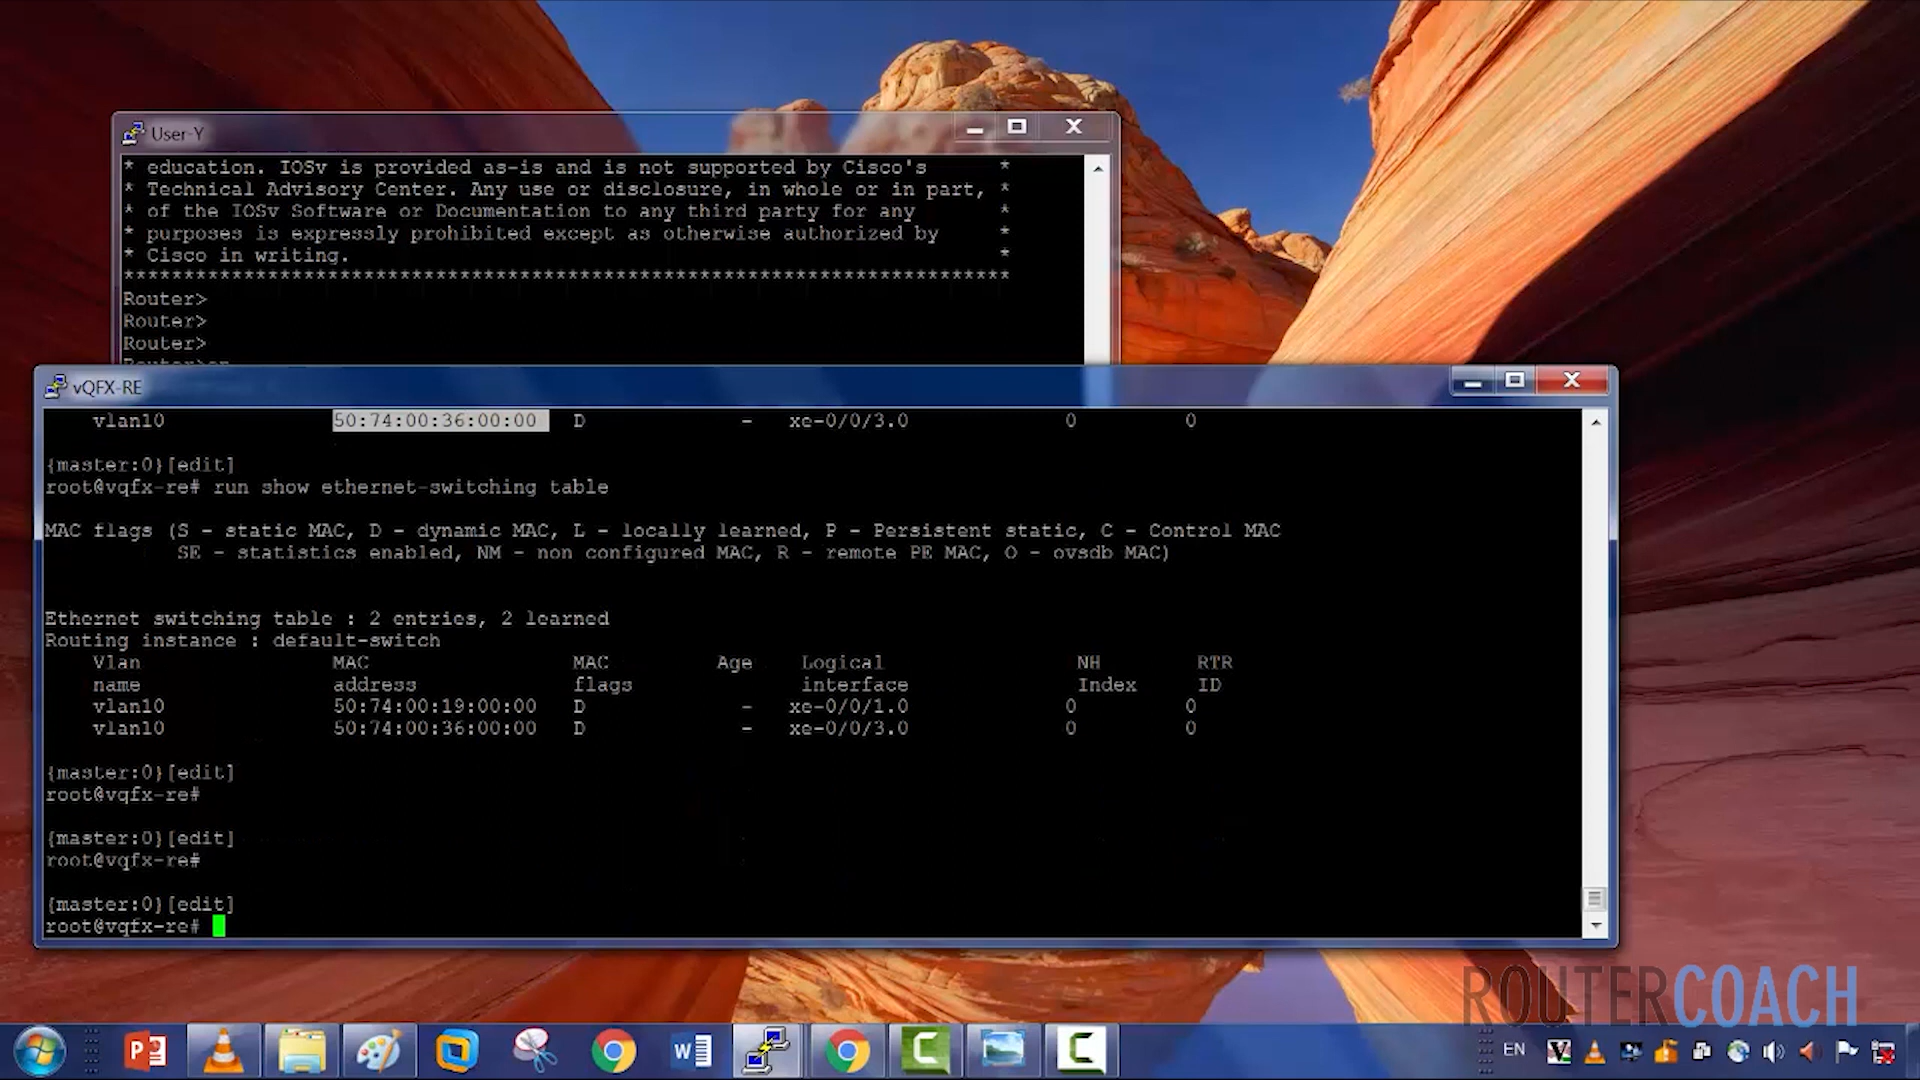 User-Y
* education. IOSv is provided as-is and is not supported by Cisco's *
* Technical Advisory Center. Any use or disclosure, in whole or in part, *
* of the IOSv Software or Documentation to any third party for any *
* purposes is expressly prohibited except as otherwise authorized by *
* Cisco in writing. *
**************************************************************************
Router>
Router>
Router>
Router>en
vQFX-RE
vlan10 50:74:00:36:00:00 D - xe-0/0/3.0 0 0
{master:0}[edit]
root@vqfx-re# run show ethernet-switching table
MAC flags (S - static MAC, D - dynamic MAC, L - locally learned, P - Persistent static, C - Control MAC
SE - statistics enabled, NM - non configured MAC, R - remote PE MAC, O - ovsdb MAC)
Ethernet switching table : 2 entries, 2 learned
Routing instance : default-switch
Vlan MAC MAC Age Logical NH RTR
name address flags interface Index ID
vlan10 50:74:00:19:00:00 D - xe-0/0/1.0 0 0
vlan10 50:74:00:36:00:00 D - xe-0/0/3.0 0 0
{master:0}[edit]
root@vqfx-re#
{master:0}[edit]
root@vqfx-re#
{master:0}[edit]
root@vqfx-re#
ROUTERCOACH
EN